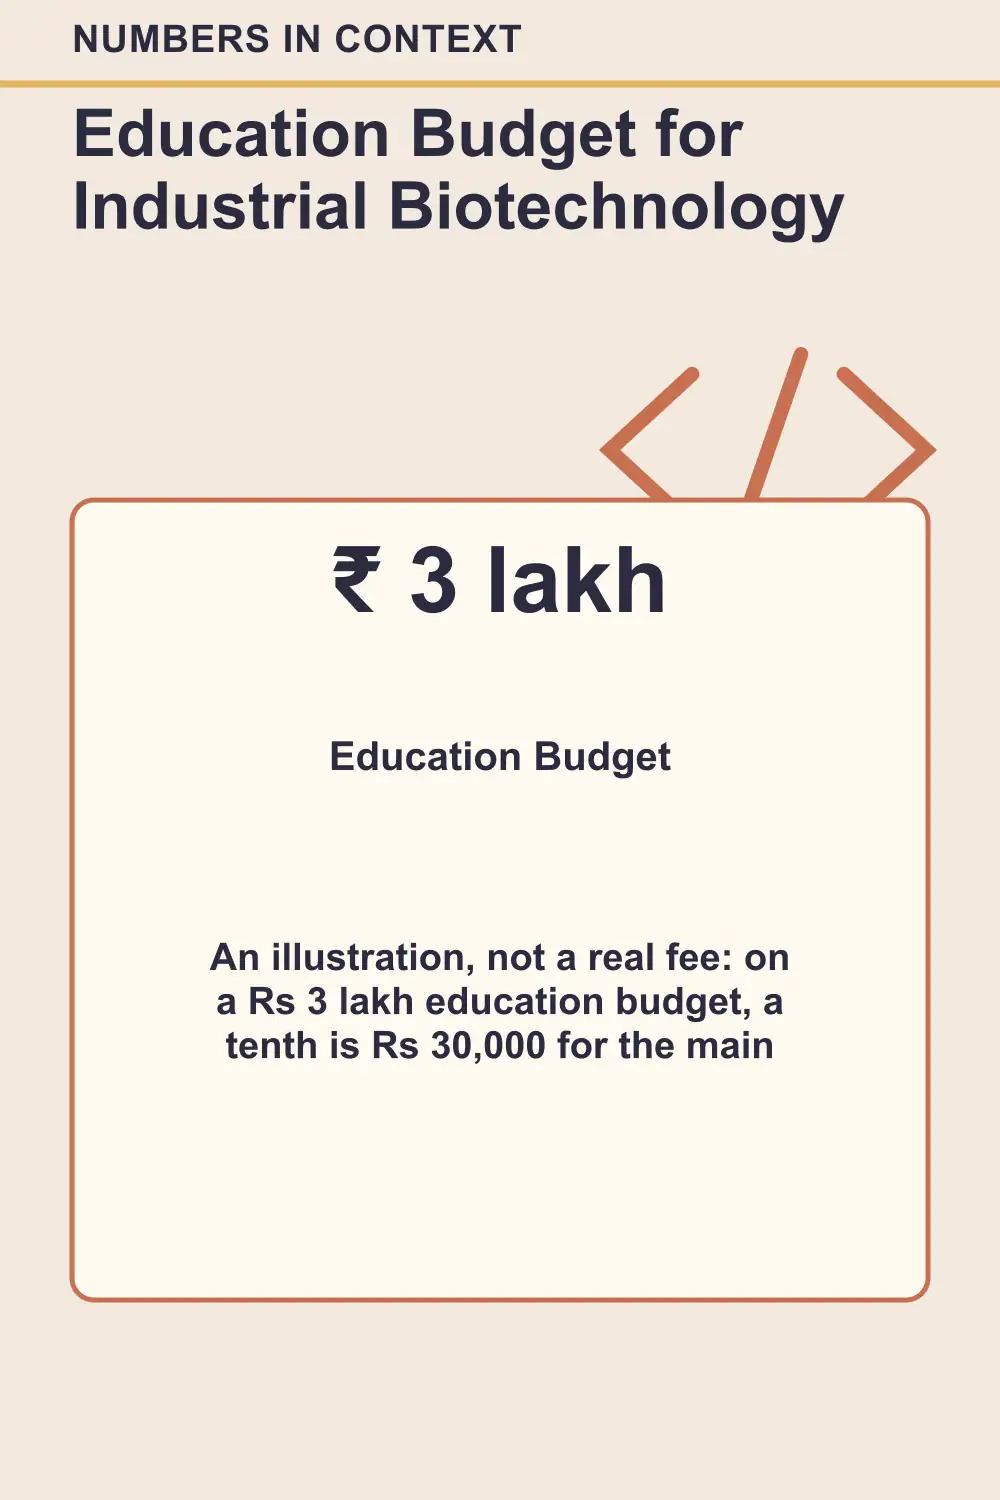 NUMBERS IN CONTEXT
Education Budget for
Industrial Biotechnology
₹ 3 lakh
Education Budget
An illustration, not a real fee: on
a Rs 3 lakh education budget, a
tenth is Rs 30,000 for the main